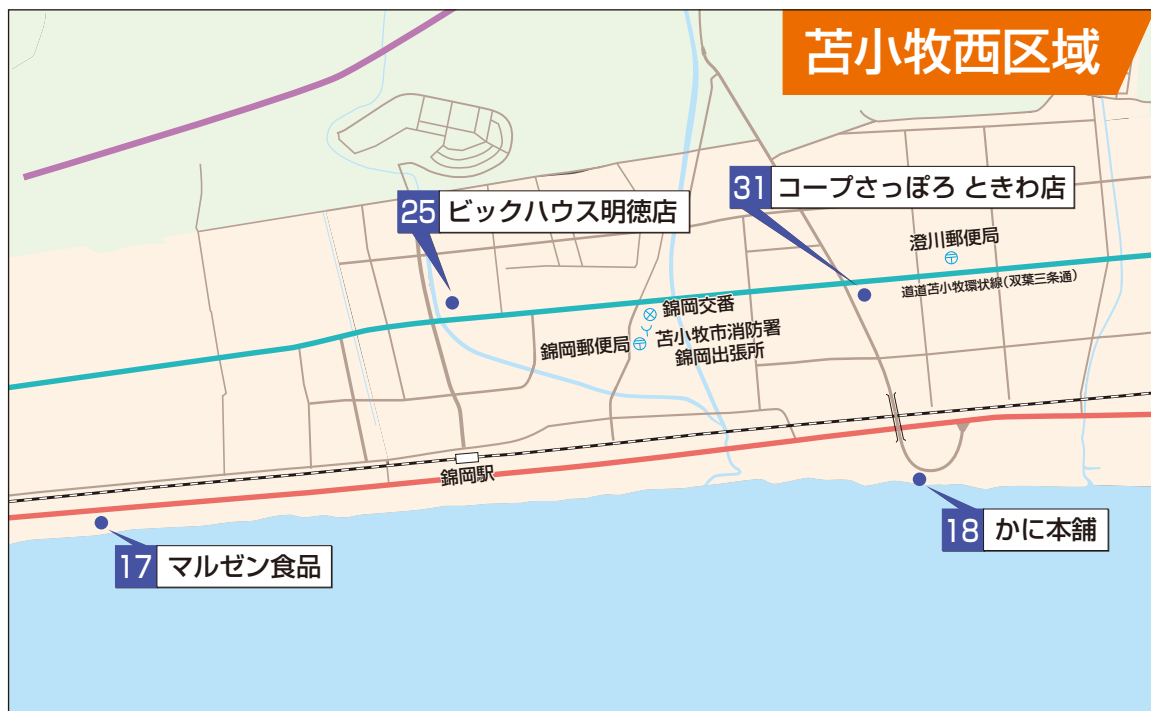 苫小牧西区域
31 コープさっぽろ ときわ店
25 ビックハウス明徳店
澄川郵便局
道道苫小牧環状線(双葉三条通)
錦岡交番
苫小牧市消防署
錦岡出張所
錦岡郵便局
錦岡駅
18 かに本舗
17 マルゼン食品